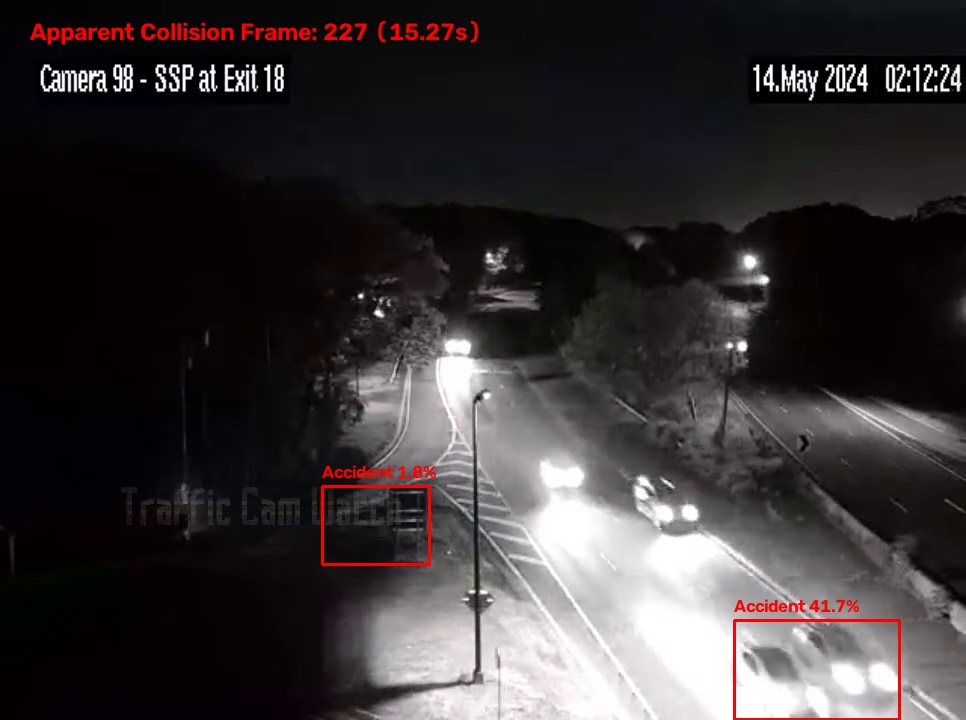 Apparent Collision Frame: 227 (15.27s)
Camera 98 - SSP at Exit 18
14.May 2024 02:12:24
Accident 1.8%
Traffic Cam Watch
Accident 41.7%